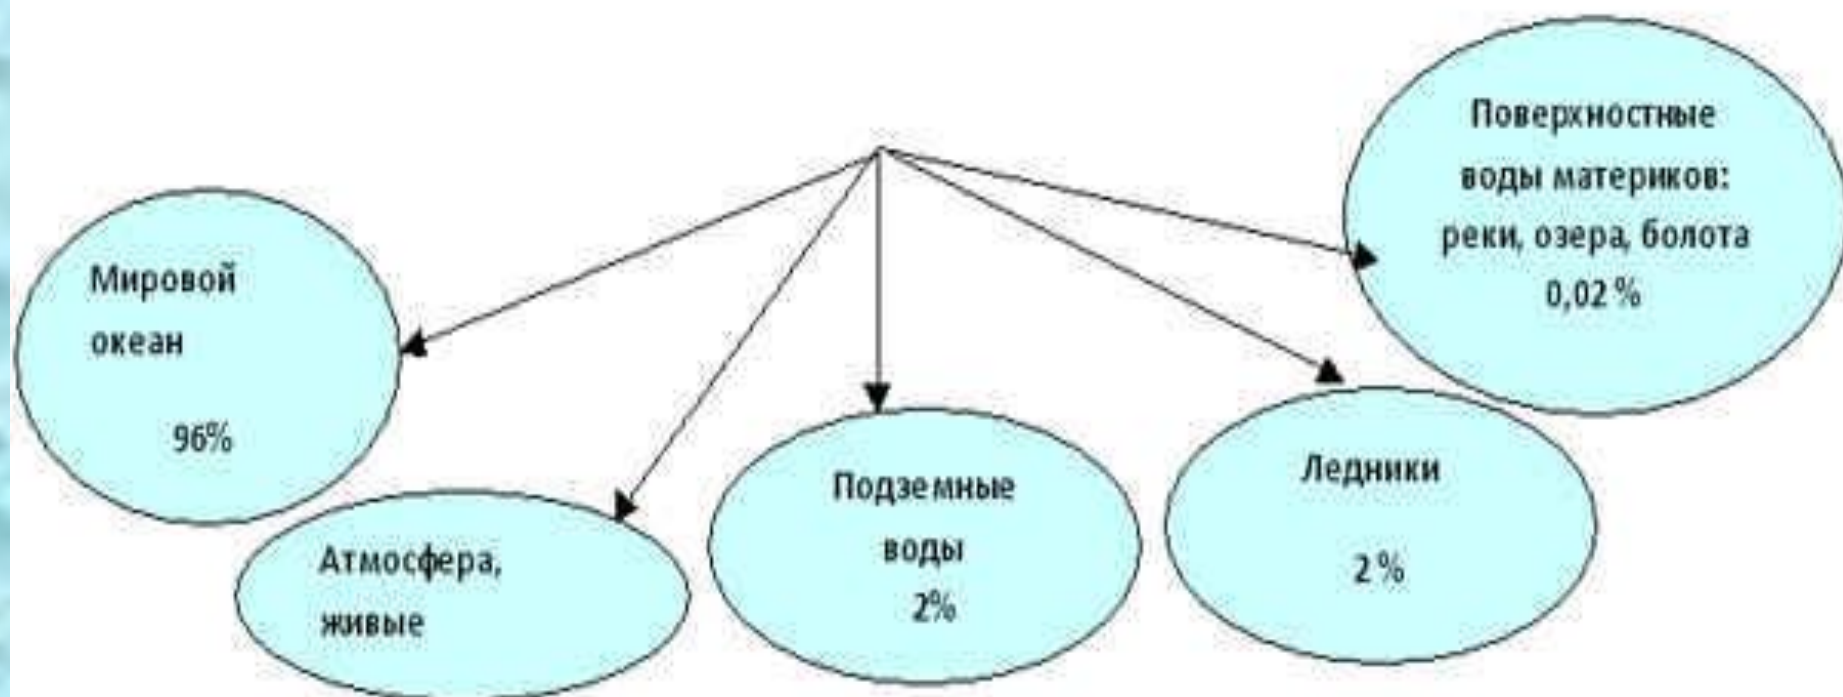 Мировой
океан
96%
Атмосфера,
живые
Подземные
воды
2%
Ледники
2 %
Поверхностные
воды материков:
реки, озера, болота
0,02 %